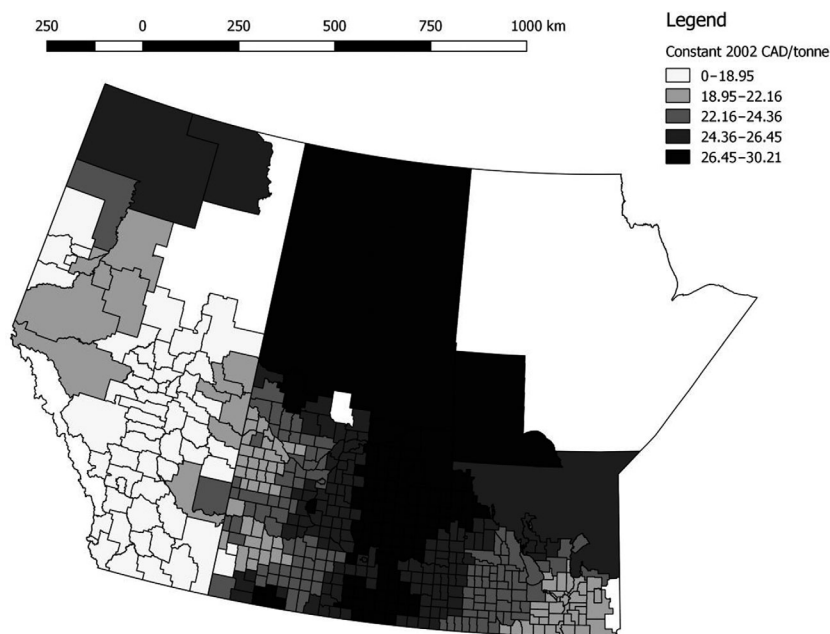 250 0 250 500 750 1000 km
Legend
Constant 2002 CAD/tonne
0–18.95
18.95–22.16
22.16–24.36
24.36–26.45
26.45–30.21